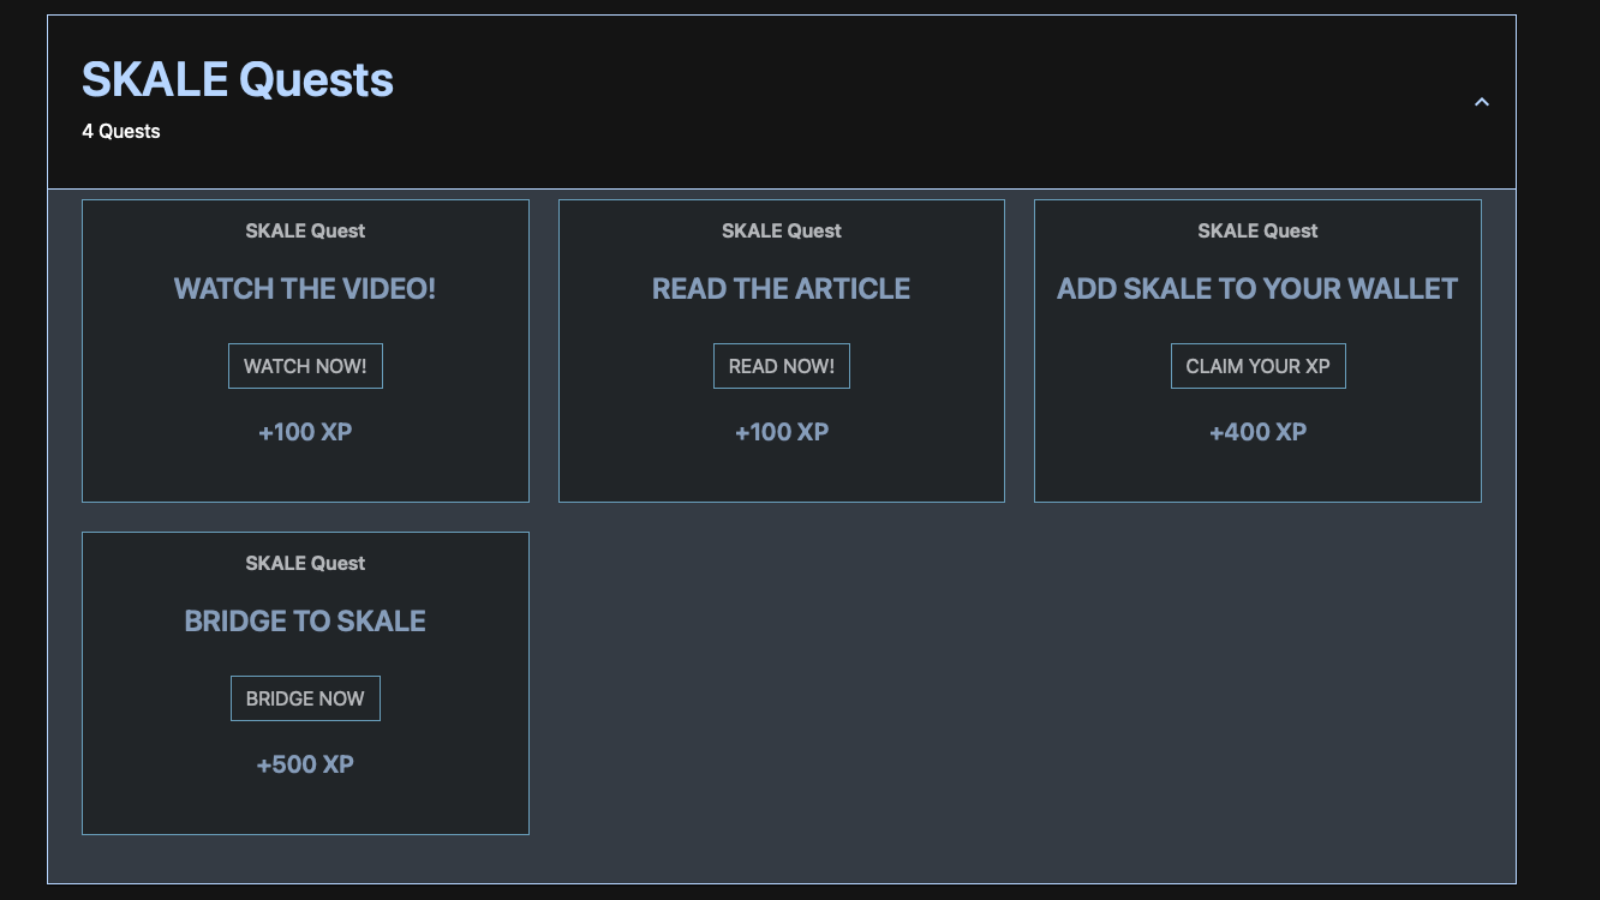 SKALE Quests
4 Quests
SKALE Quest
WATCH THE VIDEO!
WATCH NOW!
+100 XP
SKALE Quest
READ THE ARTICLE
READ NOW!
+100 XP
SKALE Quest
ADD SKALE TO YOUR WALLET
CLAIM YOUR XP
+400 XP
SKALE Quest
BRIDGE TO SKALE
BRIDGE NOW
+500 XP